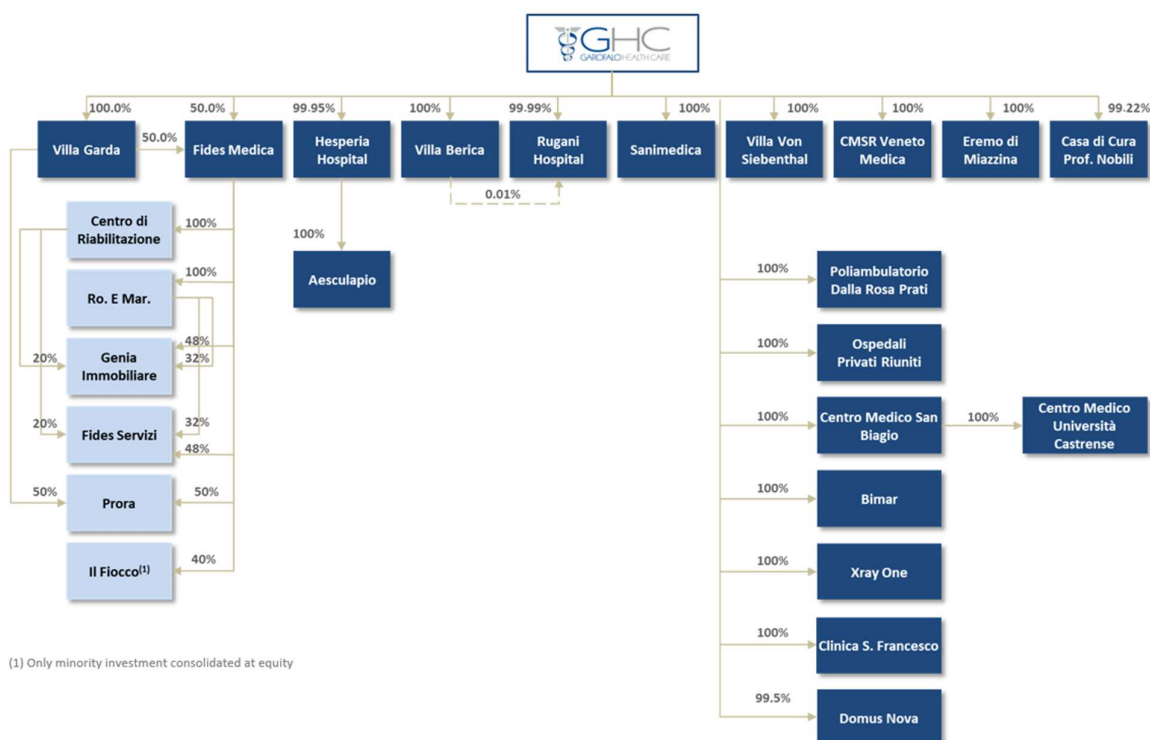 GHC
GAROFALO HEALTH CARE
100.0%
50.0%
99.95%
100%
99.99%
100%
100%
100%
100%
99.22%
Villa Garda
50.0%
Fides Medica
Hesperia
Hospital
Villa Berica
Rugani
Hospital
Sanimedica
Villa Von
Siebenthal
CMSR Veneto
Medica
Eremo di
Miazzina
Casa di Cura
Prof. Nobili
0.01%
Centro di
Riabilitazione
100%
100%
Aesculapio
Ro. E Mar.
100%
Genia
Immobiliare
20%
48%
32%
Fides Servizi
20%
32%
48%
Prora
50%
50%
Il Fiocco(1)
40%
100%
Poliambulatorio
Dalla Rosa Prati
100%
Ospedali
Privati Riuniti
100%
Centro Medico San
Biagio
100%
Centro Medico
Università
Castrense
100%
Bimar
100%
Xray One
100%
Clinica S. Francesco
99.5%
Domus Nova
(1) Only minority investment consolidated at equity